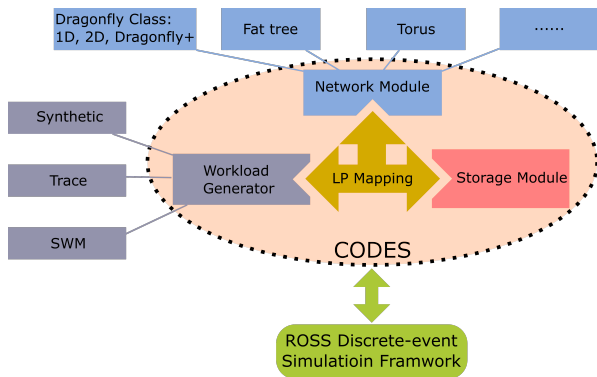 Dragonfly Class:
1D, 2D, Dragonfly+
Fat tree
Torus
......
Network Module
Synthetic
Trace
SWM
Workload
Generator
LP Mapping
Storage Module
CODES
ROSS Discrete-event
Simulatioin Framwork